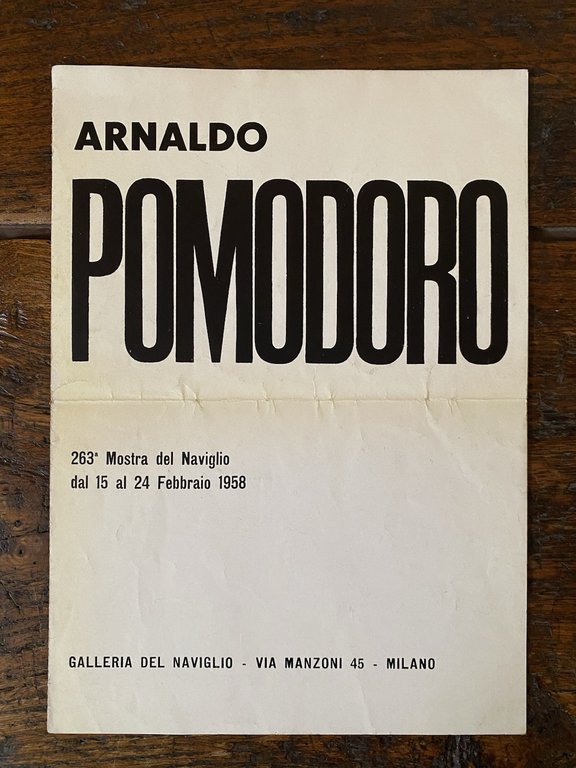 ARNALDO
POMODORO
263ª Mostra del Naviglio
dal 15 al 24 Febbraio 1958
GALLERIA DEL NAVIGLIO - VIA MANZONI 45 - MILANO